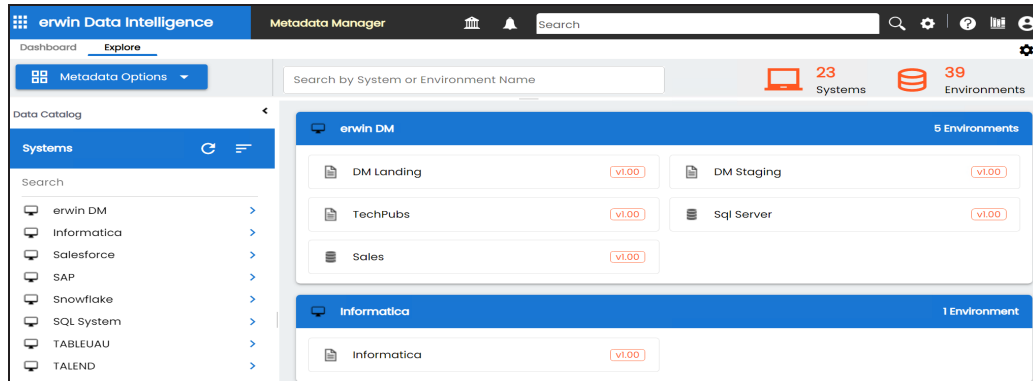 erwin Data Intelligence
Metadata Manager
Search
Dashboard
Explore
Metadata Options
Search by System or Environment Name
23
Systems
39
Environments
Data Catalog
Systems
Search
erwin DM
Informatica
Salesforce
SAP
Snowflake
SQL System
TABLEUAU
TALEND
erwin DM
5 Environments
DM Landing
v1.00
DM Staging
v1.00
TechPubs
v1.00
Sql Server
v1.00
Sales
v1.00
Informatica
1 Environment
Informatica
v1.00